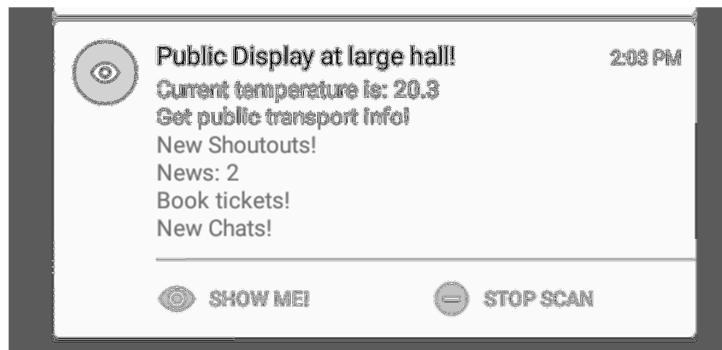 Public Display at large hall!
2:03 PM
Current temperature is: 20.3
Get public transport info!
New Shoutouts!
News: 2
Book tickets!
New Chats!
SHOW ME!
STOP SCAN